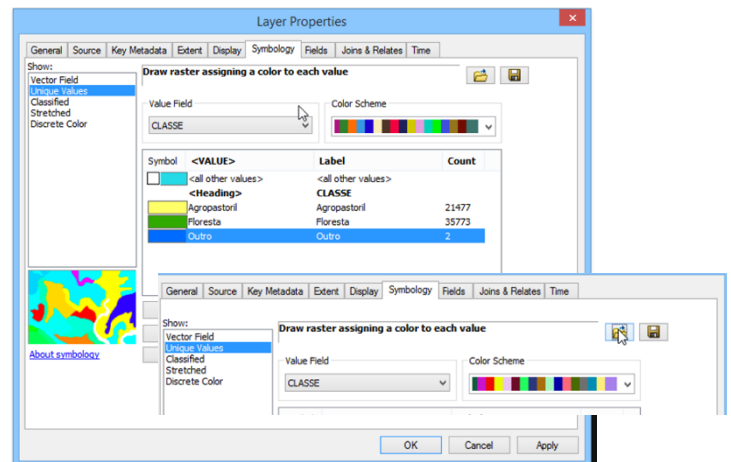 Layer Properties
General Source Key Metadata Extent Display Symbology Fields Joins & Relates Time
Show:
Vector Field
Unique Values
Classified
Stretched
Discrete Color
Draw raster assigning a color to each value
Value Field
CLASSE
Color Scheme
Symbol <VALUE> Label Count
<all other values> <all other values>
<Heading> CLASSE
Agropastoril Agropastoril 21477
Floresta Floresta 35773
Outro Outro 2
About symbology
General Source Key Metadata Extent Display Symbology Fields Joins & Relates Time
Show:
Vector Field
Unique Values
Classified
Stretched
Discrete Color
Draw raster assigning a color to each value
Value Field
CLASSE
Color Scheme
OK Cancel Apply